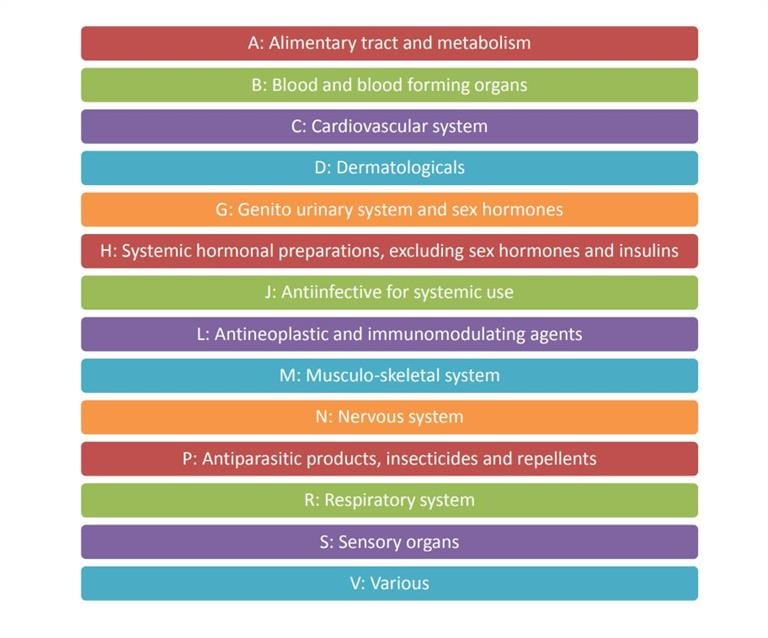 A: Alimentary tract and metabolism
B: Blood and blood forming organs
C: Cardiovascular system
D: Dermatologicals
G: Genito urinary system and sex hormones
H: Systemic hormonal preparations, excluding sex hormones and insulins
J: Antiinfective for systemic use
L: Antineoplastic and immunomodulating agents
M: Musculo-skeletal system
N: Nervous system
P: Antiparasitic products, insecticides and repellents
R: Respiratory system
S: Sensory organs
V: Various